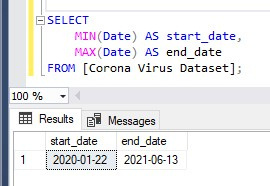 SELECT
MIN(Date) AS start_date,
MAX(Date) AS end_date
FROM [Corona Virus Dataset];
100 %
Results Messages
start_date end_date
1 2020-01-22 2021-06-13